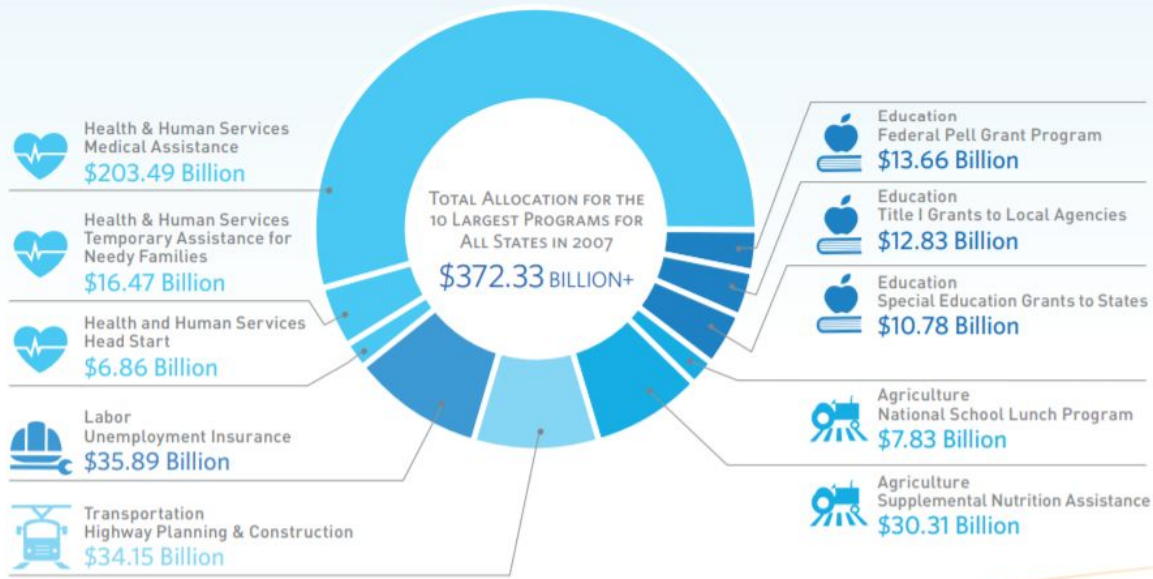 Health & Human Services
Medical Assistance
$203.49 Billion
Health & Human Services
Temporary Assistance for
Needy Families
$16.47 Billion
Health and Human Services
Head Start
$6.86 Billion
Labor
Unemployment Insurance
$35.89 Billion
Transportation
Highway Planning & Construction
$34.15 Billion
TOTAL ALLOCATION FOR THE
10 LARGEST PROGRAMS FOR
ALL STATES IN 2007
$372.33 BILLION+
Education
Federal Pell Grant Program
$13.66 Billion
Education
Title I Grants to Local Agencies
$12.83 Billion
Education
Special Education Grants to States
$10.78 Billion
Agriculture
National School Lunch Program
$7.83 Billion
Agriculture
Supplemental Nutrition Assistance
$30.31 Billion